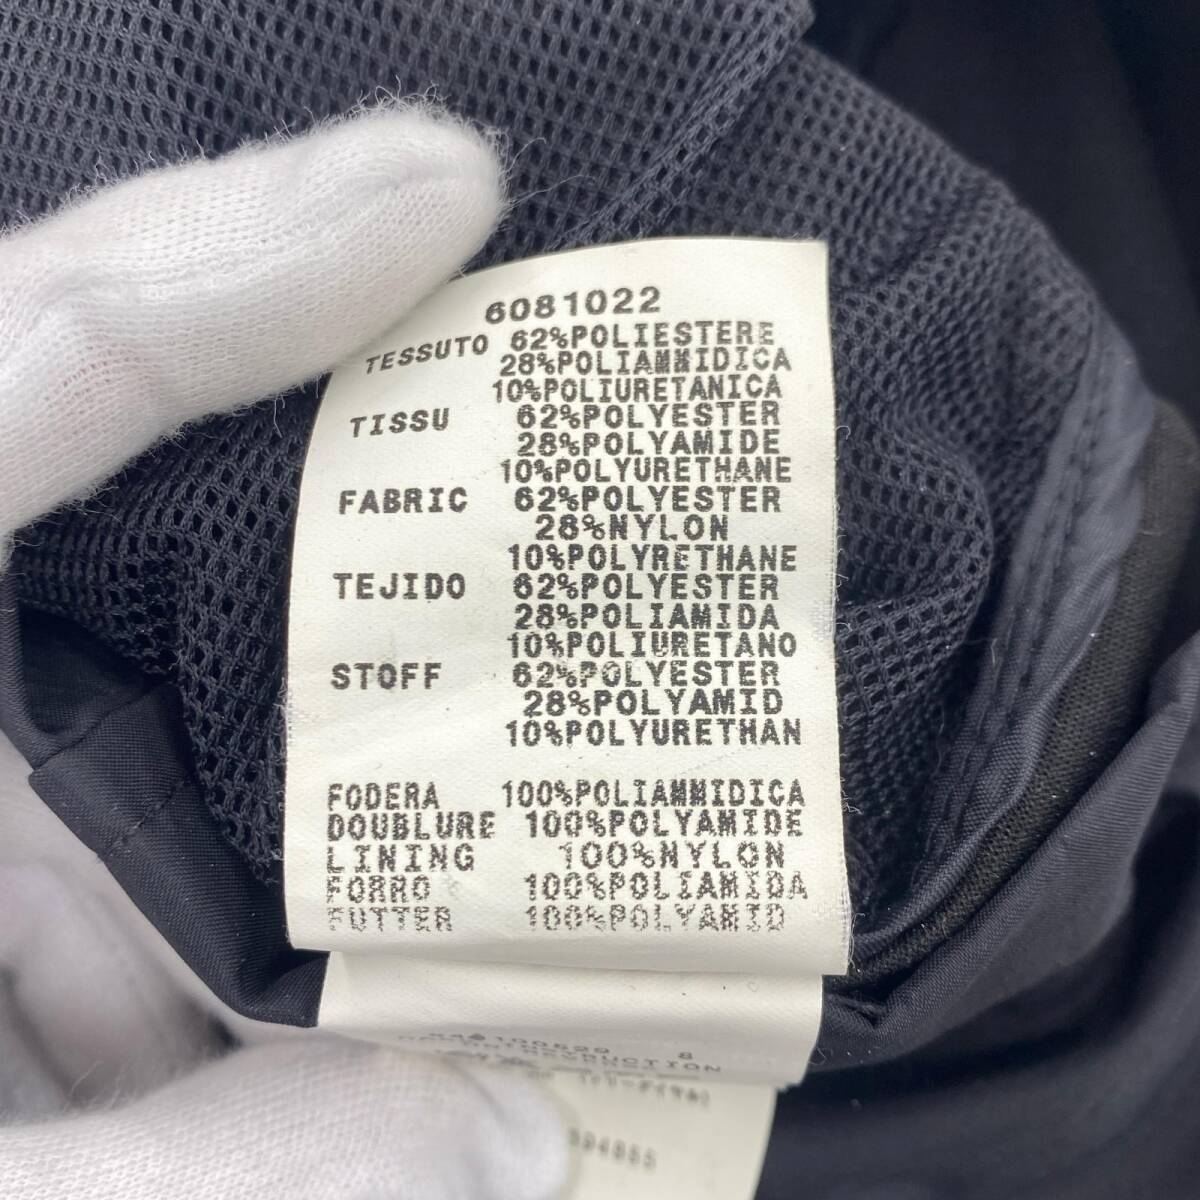 6081022
TESSUTO 62%POLIESTERE
28%POLIAMMIDICA
10%POLIURETANICA
TISSU 62%POLYESTER
28%POLYAMIDE
10%POLYURETHANE
FABRIC 62%POLYESTER
28%NYLON
10%POLYRETHANE
TEJIDO 62%POLYESTER
28%POLIAMIDA
10%POLIURETANO
STOFF 62%POLYESTER
28%POLYAMID
10%POLYURETHAN
FODERA 100%POLIAMMIDICA
DOUBLURE 100%POLYAMIDE
LINING 100%NYLON
FORRO 100%POLIAMIDA
FUTTER 100%POLYAMID